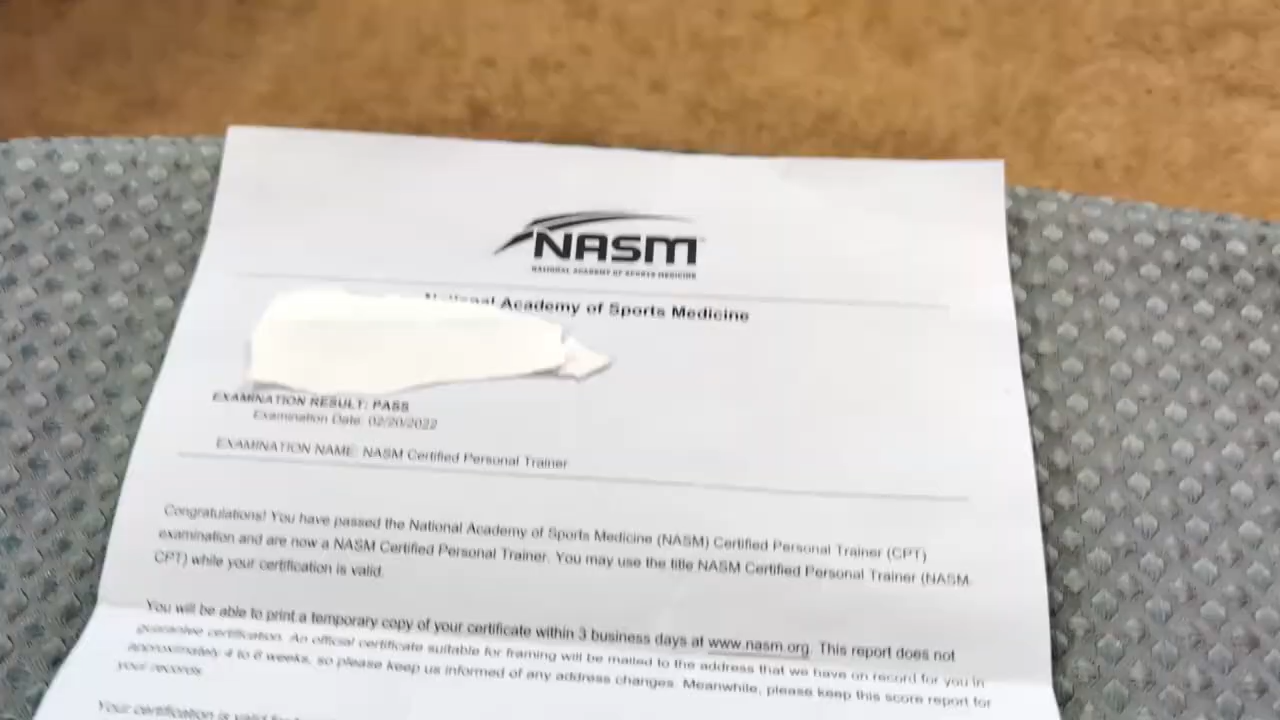 NASM
NATIONAL ACADEMY OF SPORTS MEDICINE
National Academy of Sports Medicine
EXAMINATION RESULT: PASS
Examination Date: 02/20/2022
EXAMINATION NAME: NASM Certified Personal Trainer
Congratulations! You have passed the National Academy of Sports Medicine (NASM) Certified Personal Trainer (CPT)
examination and are now a NASM Certified Personal Trainer. You may use the title NASM Certified Personal Trainer (NASM
CPT) while your certification is valid.
You will be able to print a temporary copy of your certificate within 3 business days at www.nasm.org. This report does not
guarantee certification. An official certificate suitable for framing will be mailed to the address that we have on record for you in
approximately 4 to 6 weeks, so please keep us informed of any address changes. Meanwhile, please keep this score report for
your records.
Your certification is valid